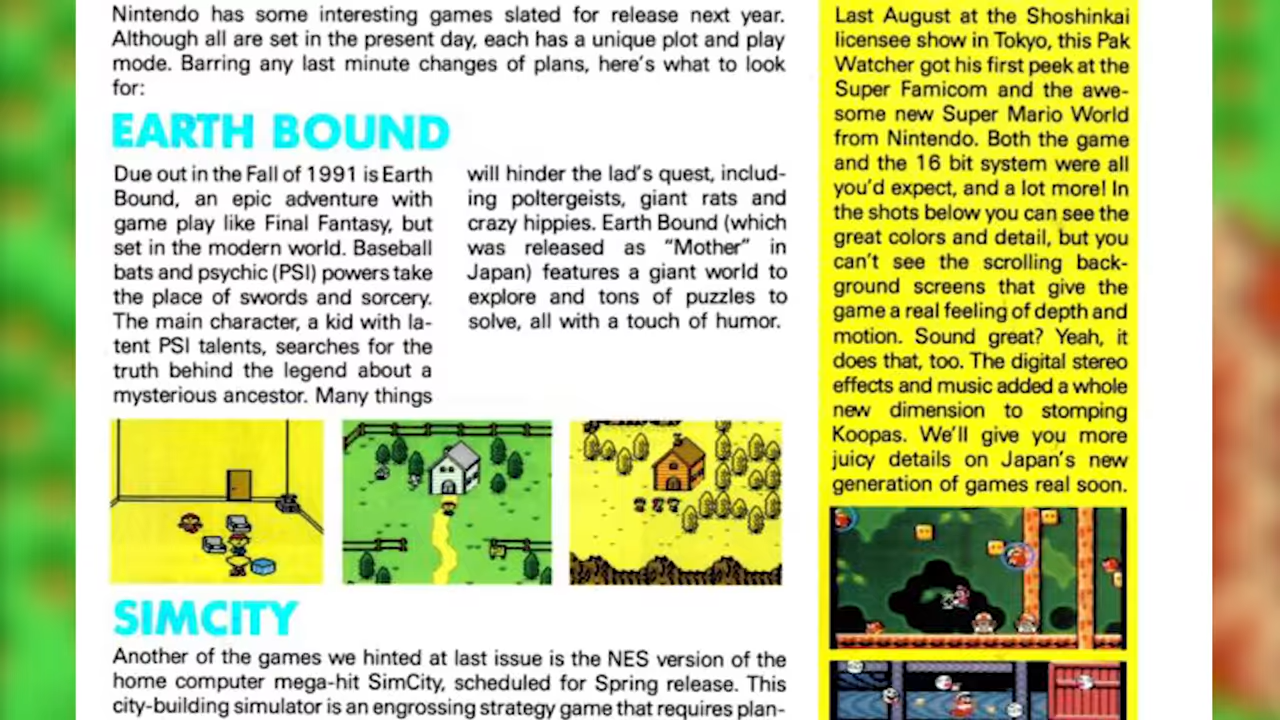 Nintendo has some interesting games slated for release next year.
Although all are set in the present day, each has a unique plot and play
mode. Barring any last minute changes of plans, here's what to look
for:
EARTH BOUND
Due out in the Fall of 1991 is Earth
Bound, an epic adventure with
game play like Final Fantasy, but
set in the modern world. Baseball
bats and psychic (PSI) powers take
the place of swords and sorcery.
The main character, a kid with la-
tent PSI talents, searches for the
truth behind the legend about a
mysterious ancestor. Many things
will hinder the lad's quest, includ-
ing poltergeists, giant rats and
crazy hippies. Earth Bound (which
was released as "Mother" in
Japan) features a giant world to
explore and tons of puzzles to
solve, all with a touch of humor.
SIMCITY
Another of the games we hinted at last issue is the NES version of the
home computer mega-hit SimCity, scheduled for Spring release. This
city-building simulator is an engrossing strategy game that requires plan-
Last August at the Shoshinkai
licensee show in Tokyo, this Pak
Watcher got his first peek at the
Super Famicom and the awe-
some new Super Mario World
from Nintendo. Both the game
and the 16 bit system were all
you'd expect, and a lot more! In
the shots below you can see the
great colors and detail, but you
can't see the scrolling back-
ground screens that give the
game a real feeling of depth and
motion. Sound great? Yeah, it
does that, too. The digital stereo
effects and music added a whole
new dimension to stomping
Koopas. We'll give you more
juicy details on Japan's new
generation of games real soon.